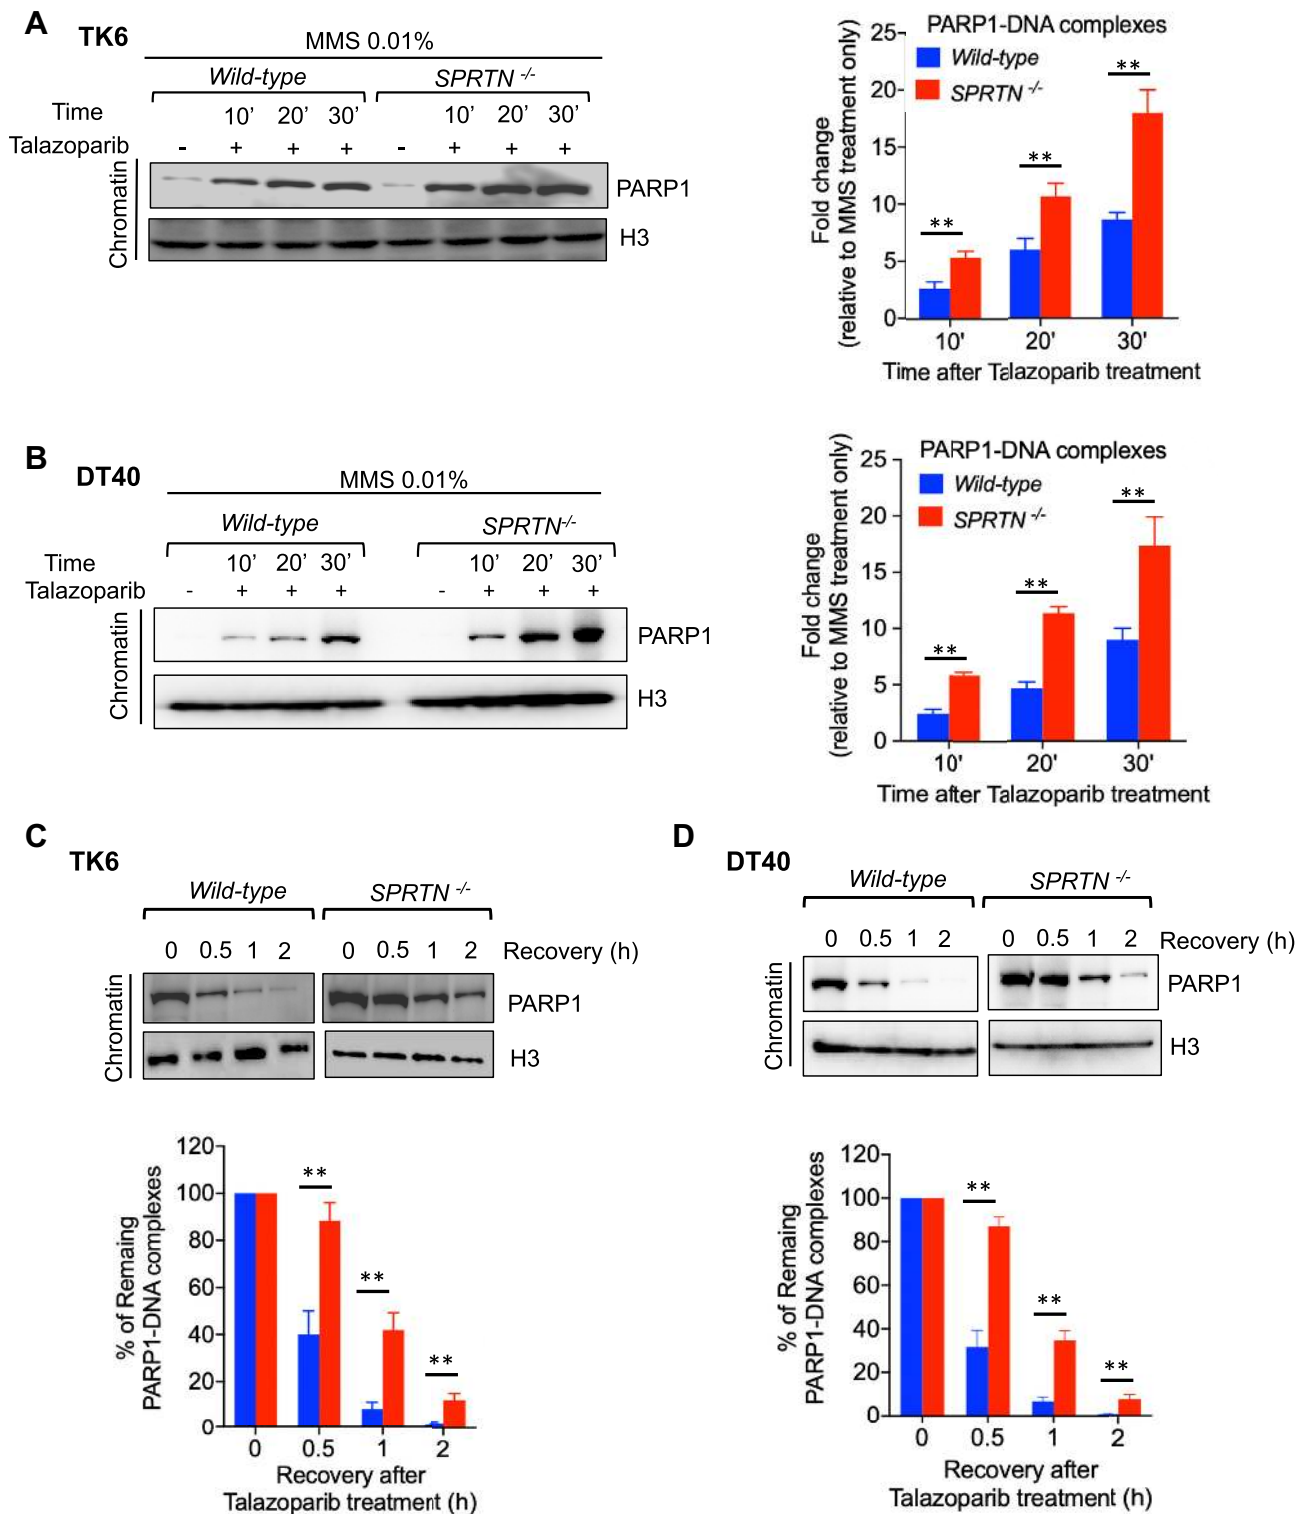 A
TK6
MMS 0.01%
Wild-type
SPRTN -/-
Time
10' 20' 30' 10' 20' 30'
Talazoparib
- + + + - + + +
Chromatin
PARP1
H3
PARP1-DNA complexes
Wild-type
SPRTN -/-
Fold change
(relative to MMS treatment only)
25
20
15
10
5
0
**
**
**
10' 20' 30'
Time after Talazoparib treatment
B
DT40
MMS 0.01%
Wild-type
SPRTN-/-
Time
10' 20' 30' 10' 20' 30'
Talazoparib
- + + + - + + +
Chromatin
PARP1
H3
PARP1-DNA complexes
Wild-type
SPRTN -/-
Fold change
(relative to MMS treatment only)
25
20
15
10
5
0
**
**
**
10' 20' 30'
Time after Talazoparib treatment
C
TK6
Wild-type
SPRTN -/-
0 0.5 1 2 0 0.5 1 2 Recovery (h)
Chromatin
PARP1
H3
% of Remaing
PARP1-DNA complexes
120
100
80
60
40
20
0
**
**
**
0 0.5 1 2
Recovery after
Talazoparib treatment (h)
D
DT40
Wild-type
SPRTN -/-
0 0.5 1 2 0 0.5 1 2 Recovery (h)
Chromatin
PARP1
H3
% of Remaing
PARP1-DNA complexes
120
100
80
60
40
20
0
**
**
**
0 0.5 1 2
Recovery after
Talazoparib treatment (h)